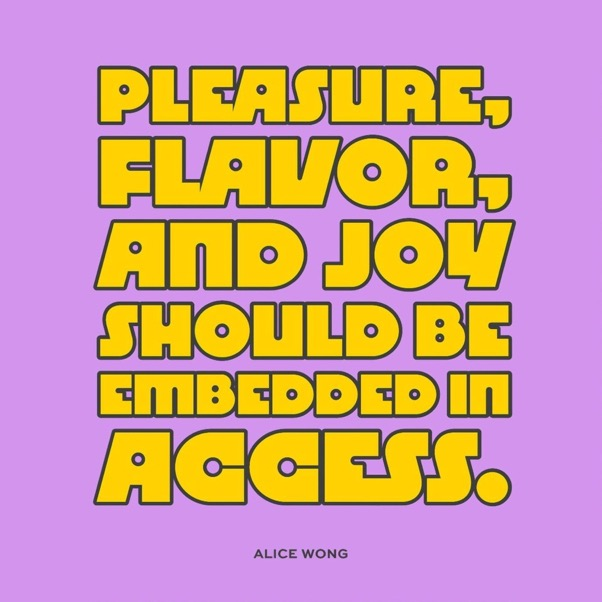 PLEASURE,
FLAVOR,
AND JOY
SHOULD BE
EMBEDDED IN
ACCESS.
ALICE WONG